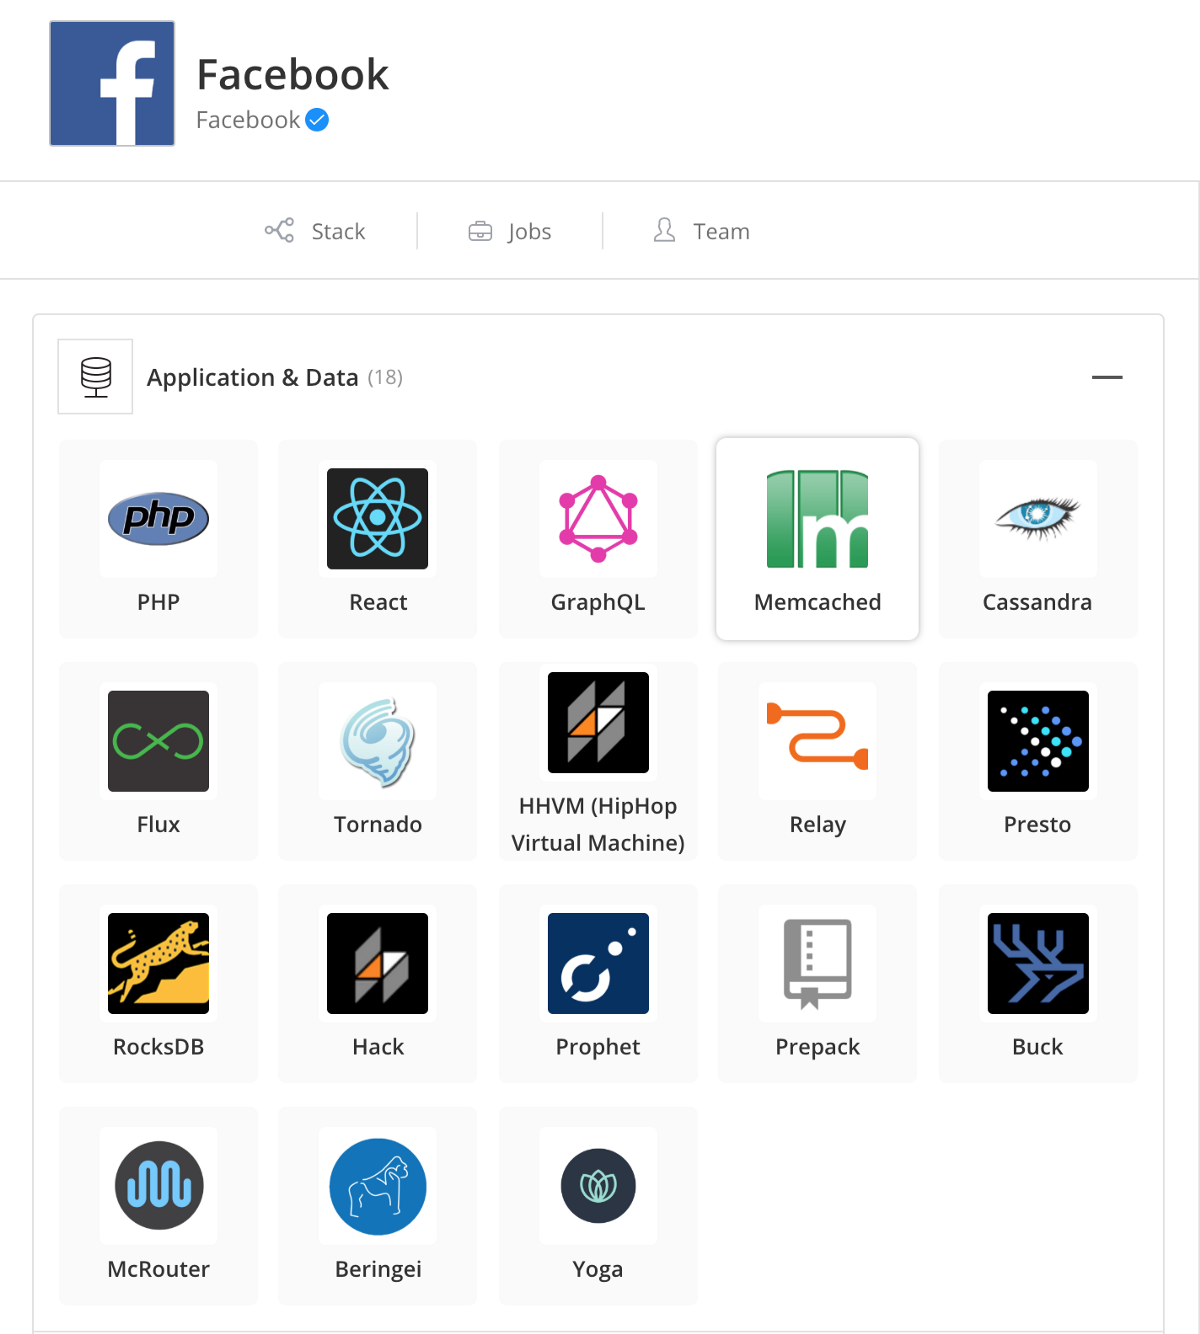 f
Facebook
Facebook
Stack
Jobs
Team
Application & Data (18)
php
m
PHP
React
GraphQL
Memcached
Cassandra
Flux
Tornado
HHVM (HipHop
Virtual Machine)
Relay
Presto
RocksDB
Hack
Prophet
Prepack
Buck
McRouter
Beringei
Yoga